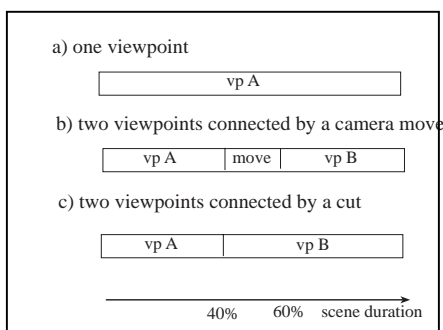 a) one viewpoint
vp A
b) two viewpoints connected by a camera move
vp A move vp B
c) two viewpoints connected by a cut
vp A vp B
40% 60% scene duration